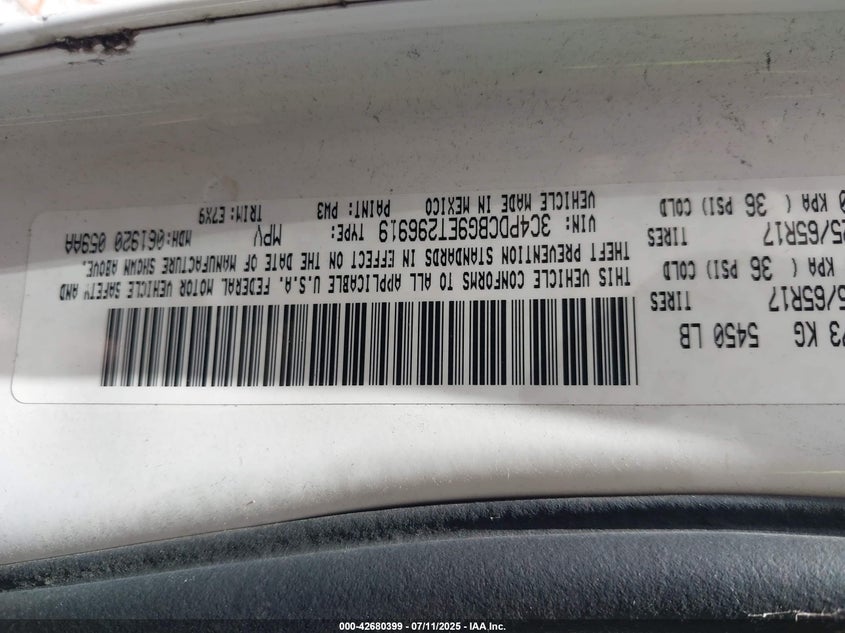 KG 5450 LB
5/65R17 TIRES
KPA ( 36 PSI) COLD
25/65R17 TIRES
0 KPA ( 36 PSI) COLD
THIS VEHICLE CONFORMS TO ALL APPLICABLE U.S.A. FEDERAL MOTOR VEHICLE SAFETY AND
THEFT PREVENTION STANDARDS IN EFFECT ON THE DATE OF MANUFACTURE SHOWN ABOVE.
VIN: 3C4PDCBG9ET296919 TYPE: MPV MDH:061920 059AA
VEHICLE MADE IN MEXICO PAINT: PW3 TRIM: E7X9
000-42680399 - 07/11/2025 - IAA, Inc.